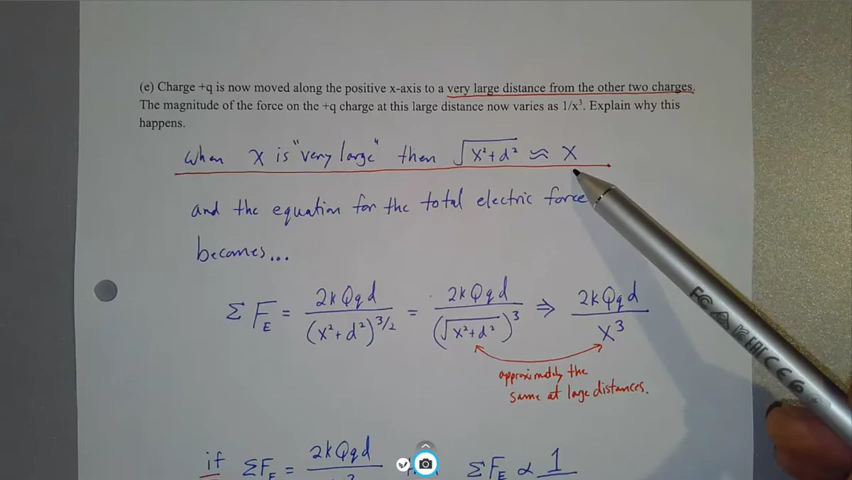 (e) Charge +q is now moved along the positive x-axis to a very large distance from the other two charges.
The magnitude of the force on the +q charge at this large distance now varies as 1/x³. Explain why this
happens.
When x is "very large" then √(x²+d²) ≈ x
and the equation for the total electric force
becomes...
ΣF_E = 2kQqd/(x²+d²)^(3/2) = 2kQqd/(√(x²+d²))³ ⇒ 2kQqd/x³
approximately the
same at large distances.
if ΣF_E = 2kQqd ΣF_E ∝ 1